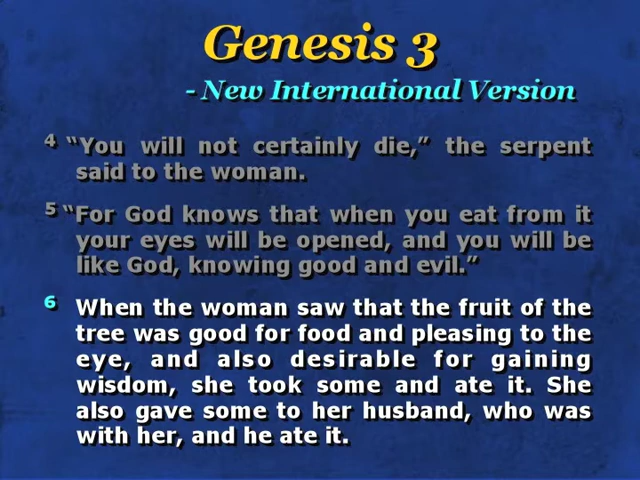 Genesis 3
- New International Version
4 “You will not certainly die,” the serpent
said to the woman.
5 “For God knows that when you eat from it
your eyes will be opened, and you will be
like God, knowing good and evil.”
6 When the woman saw that the fruit of the
tree was good for food and pleasing to the
eye, and also desirable for gaining
wisdom, she took some and ate it. She
also gave some to her husband, who was
with her, and he ate it.